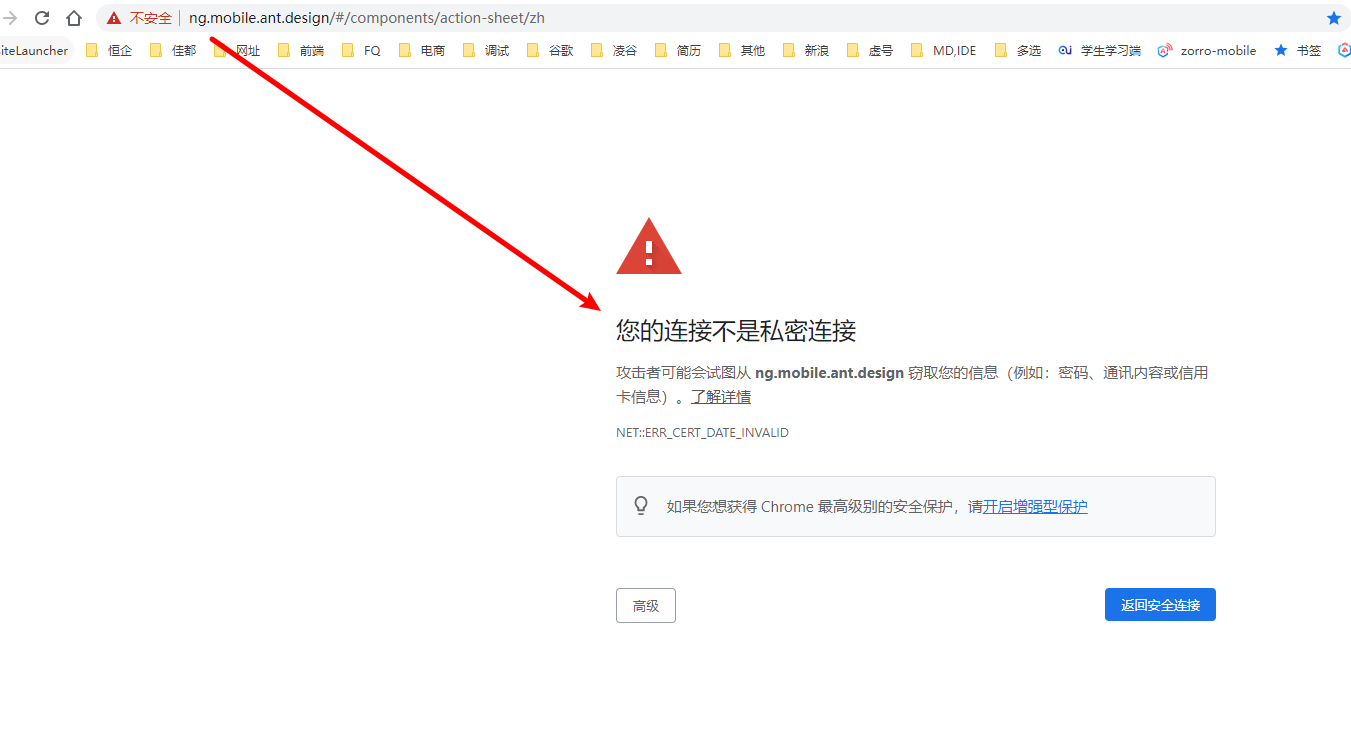 不安全 ng.mobile.ant.design/#/components/action-sheet/zh
iteLauncher 恒企 佳都 网址 前端 FQ 电商 调试 谷歌 凌谷 简历 其他 新浪 虚号 MD,IDE 多选 学生学习端 zorro-mobile 书签
您的连接不是私密连接
攻击者可能会试图从 ng.mobile.ant.design 窃取您的信息（例如：密码、通讯内容或信用
卡信息）。了解详情
NET::ERR_CERT_DATE_INVALID
如果您想获得 Chrome 最高级别的安全保护，请开启增强型保护
高级 返回安全连接